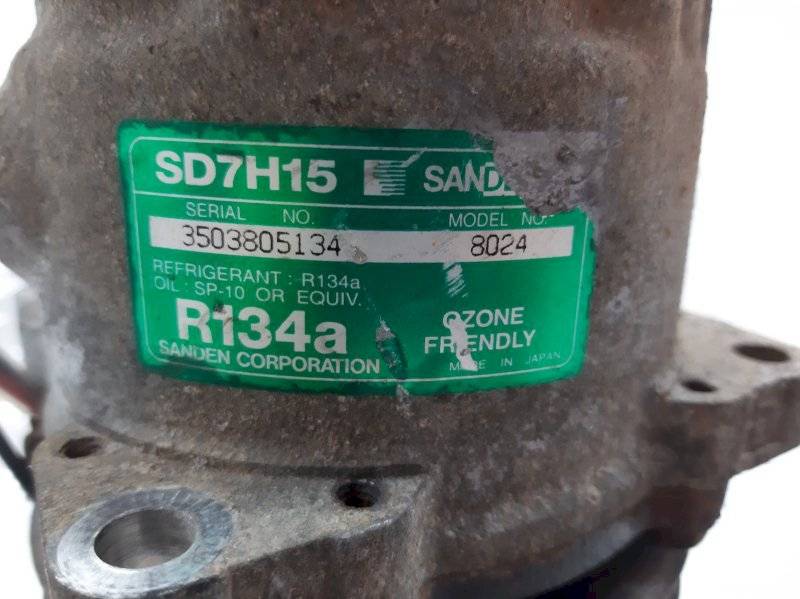 SD7H15
SERIAL NO. MODEL NO.
3503805134 8024
REFRIGERANT : R134a
OIL : SP-10 OR EQUIV.
R134a OZONE
FRIENDLY
SANDEN CORPORATION MADE IN JAPAN